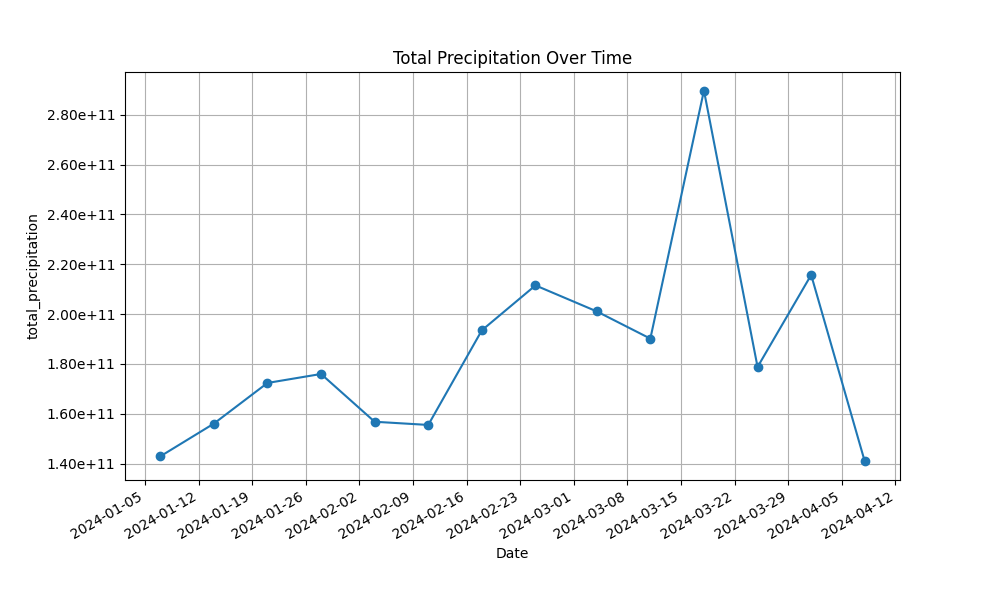 Total Precipitation Over Time
2.80e+11
2.60e+11
2.40e+11
2.20e+11
2.00e+11
1.80e+11
1.60e+11
1.40e+11
total_precipitation
2024-01-05
2024-01-12
2024-01-19
2024-01-26
2024-02-02
2024-02-09
2024-02-16
2024-02-23
2024-03-01
2024-03-08
2024-03-15
2024-03-22
2024-03-29
2024-04-05
2024-04-12
Date